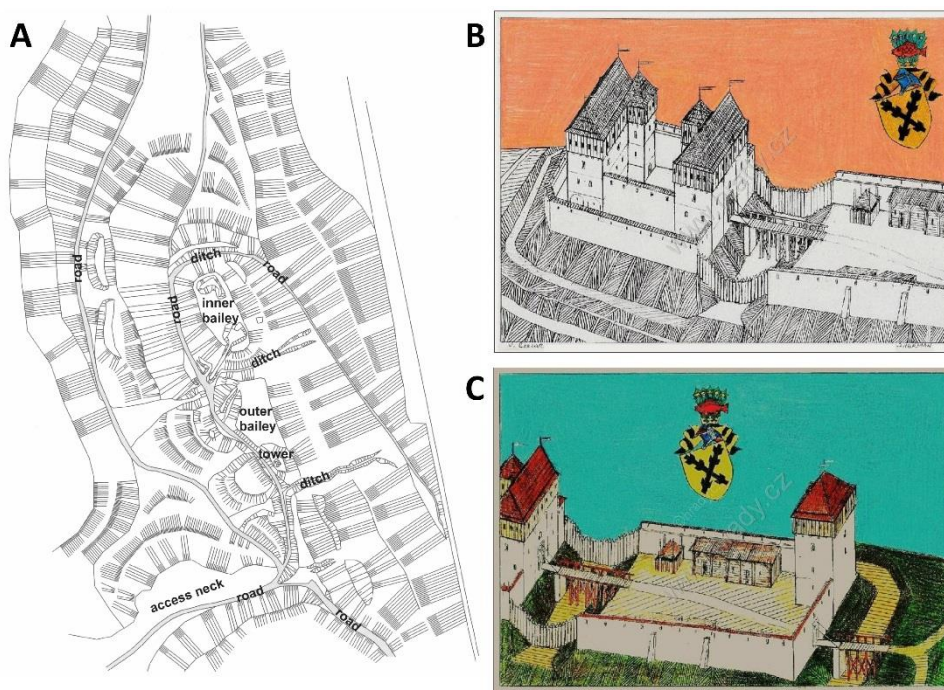 A
road
ditch
road
road
inner
bailey
ditch
outer
bailey
tower
ditch
access neck
road
road
B
C